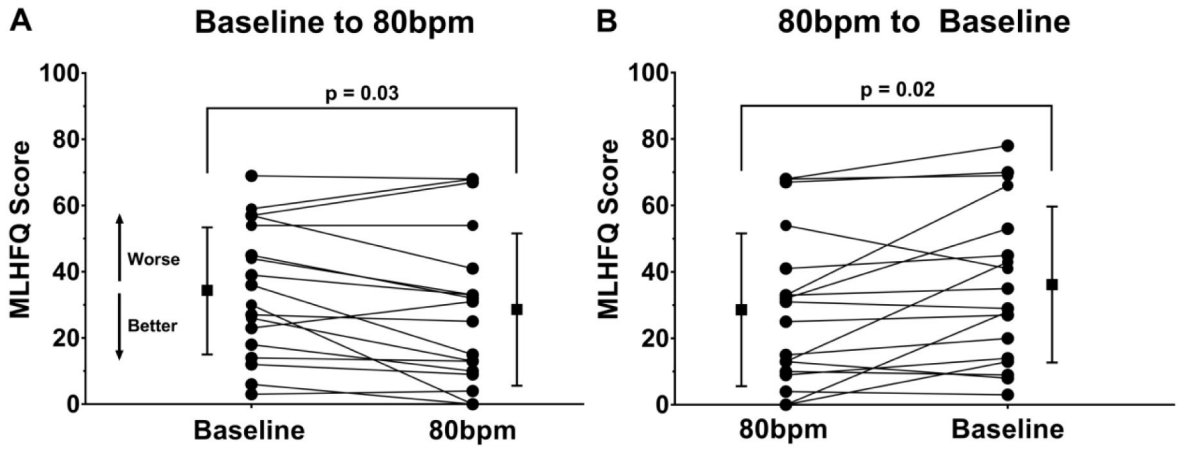 A
Baseline to 80bpm
MLHFQ Score
100
80
60
40
20
0
p = 0.03
Worse
Better
Baseline
80bpm
B
80bpm to Baseline
MLHFQ Score
100
80
60
40
20
0
p = 0.02
80bpm
Baseline